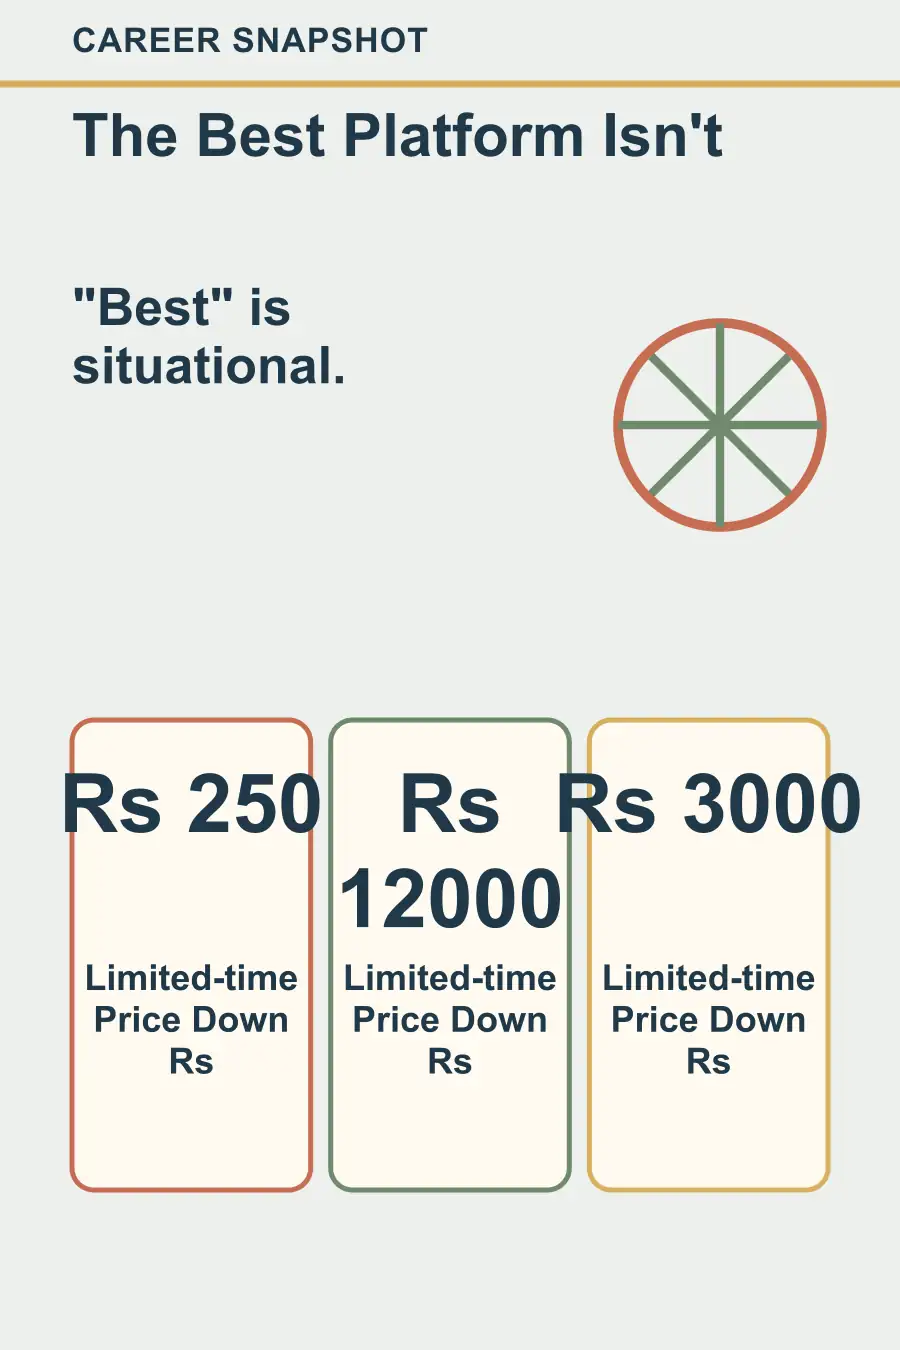 CAREER SNAPSHOT
The Best Platform Isn't
"Best" is
situational.
Rs 250
Limited-time
Price Down
Rs
Rs
12000
Limited-time
Price Down
Rs
Rs 3000
Limited-time
Price Down
Rs